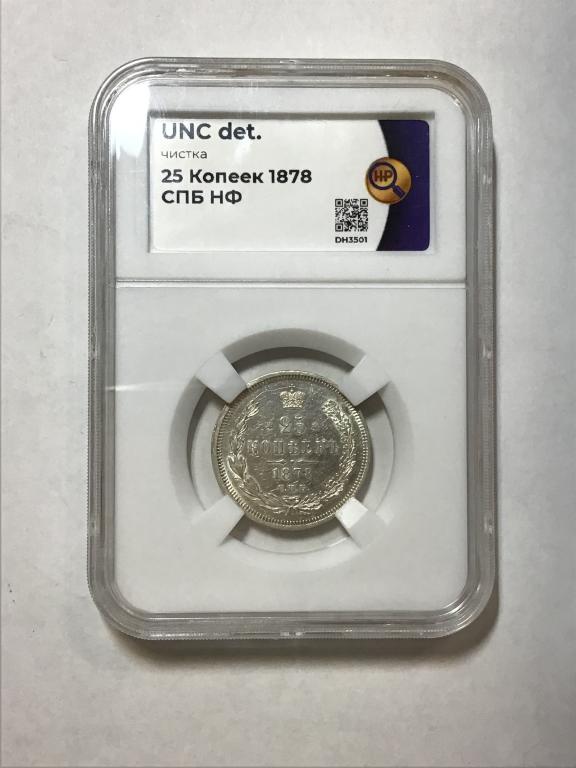 UNC det.
чистка
25 Копеек 1878
СПБ НФ
НР
DH3501
25
КОПѢЕКЪ
1878
С.П.Б.